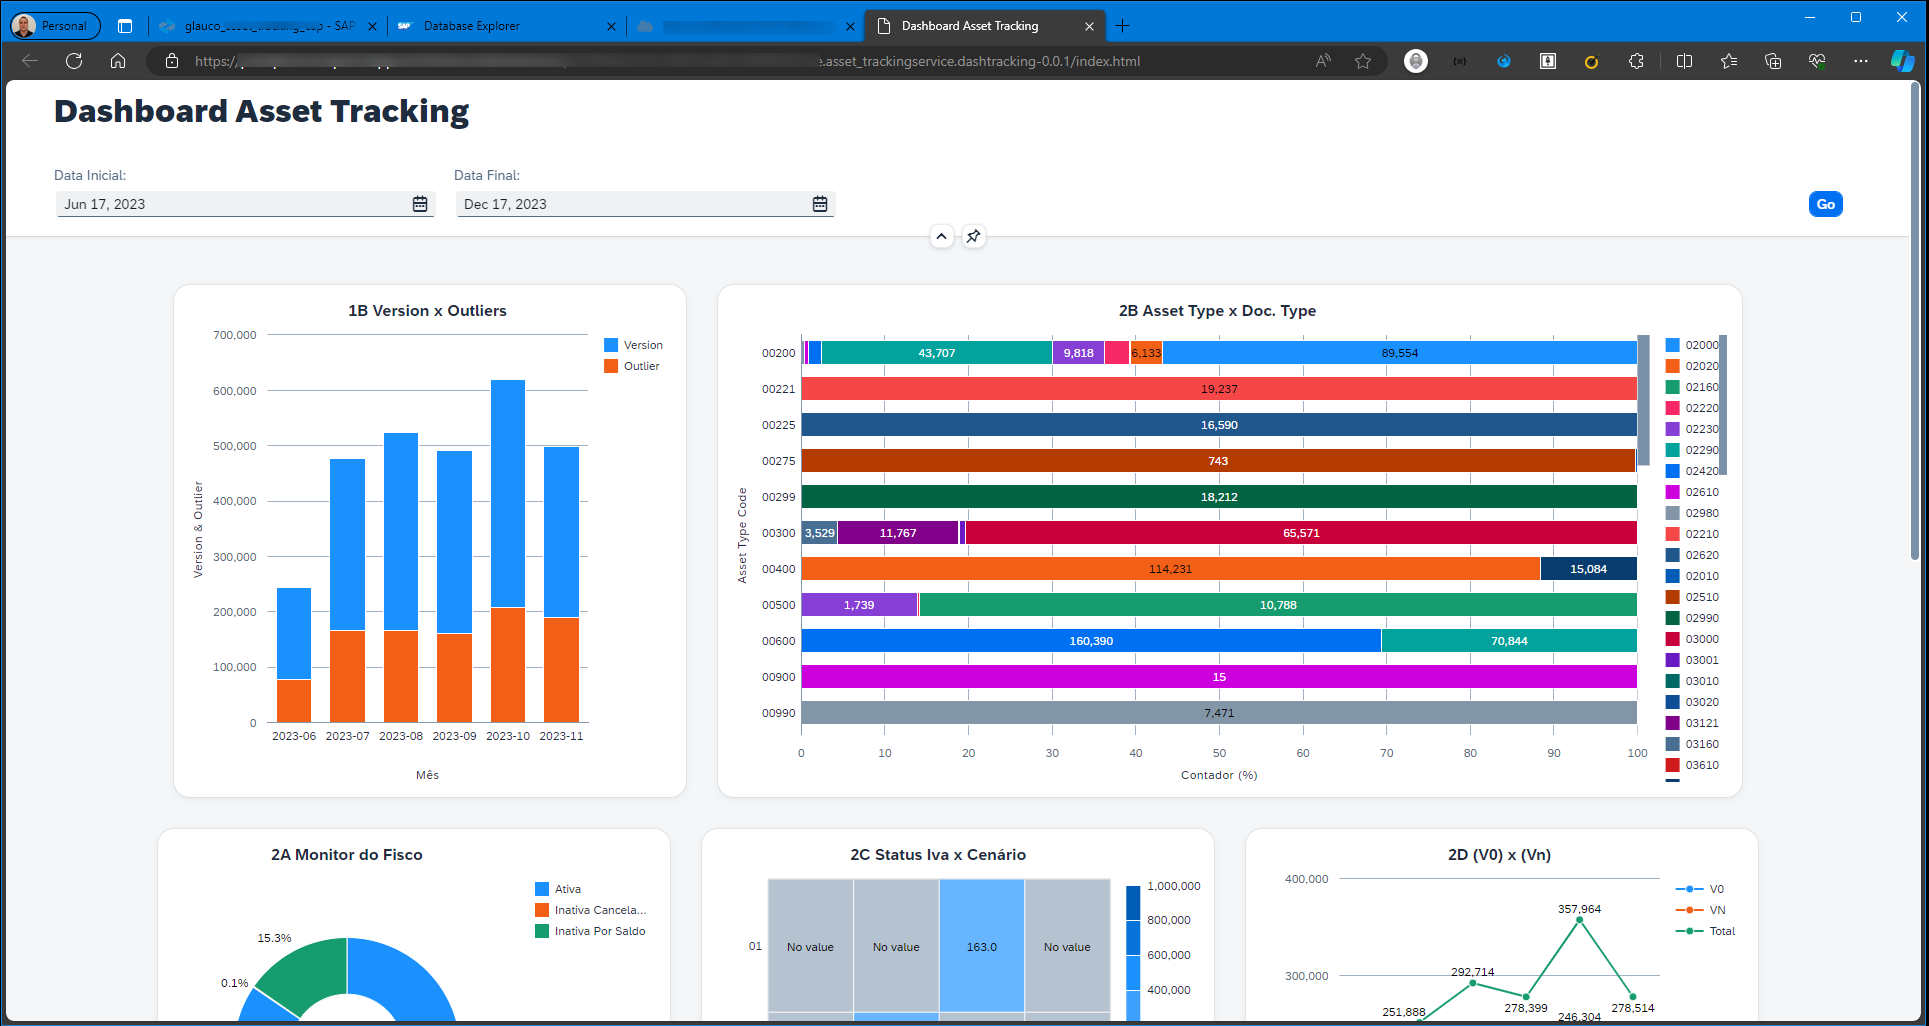 Personal
SAP
Database Explorer
Dashboard Asset Tracking
https:/
e.asset_trackingservice.dashtracking-0.0.1/index.html
Dashboard Asset Tracking
Data Inicial:
Data Final:
Jun 17, 2023
Dec 17, 2023
Go
1B Version x Outliers
700,000
600,000
500,000
400,000
300,000
200,000
100,000
0
Version & Outlier
2023-06 2023-07 2023-08 2023-09 2023-10 2023-11
Mês
Version
Outlier
2B Asset Type x Doc. Type
Asset Type Code
00200 43,707 9,818 6,133 89,554
00221 19,237
00225 16,590
00275 743
00299 18,212
00300 3,529 11,767 65,571
00400 114,231 15,084
00500 1,739 10,788
00600 160,390 70,844
00900 15
00990 7,471
0 10 20 30 40 50 60 70 80 90 100
Contador (%)
02000
02020
02160
02220
02230
02290
02420
02610
02980
02210
02620
02010
02510
02990
03000
03001
03010
03020
03121
03160
03610
2A Monitor do Fisco
Ativa
Inativa Cancela...
Inativa Por Saldo
15.3%
0.1%
2C Status Iva x Cenário
01 No value No value 163.0 No value
1,000,000
800,000
600,000
400,000
2D (V0) x (Vn)
400,000
300,000
357,964
292,714
278,399
278,514
251,888
246,304
V0
VN
Total